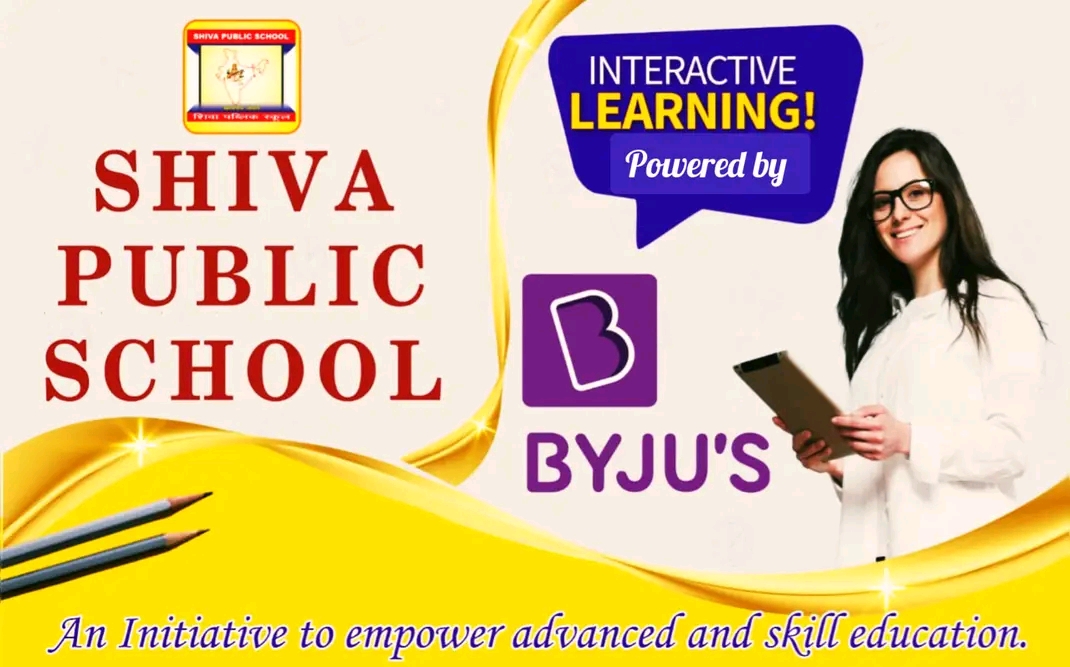 SHIVA PUBLIC SCHOOL
शिवा पब्लिक स्कूल
SHIVA
PUBLIC
SCHOOL
INTERACTIVE
LEARNING!
Powered by
B
BYJU'S
An Initiative to empower advanced and skill education.